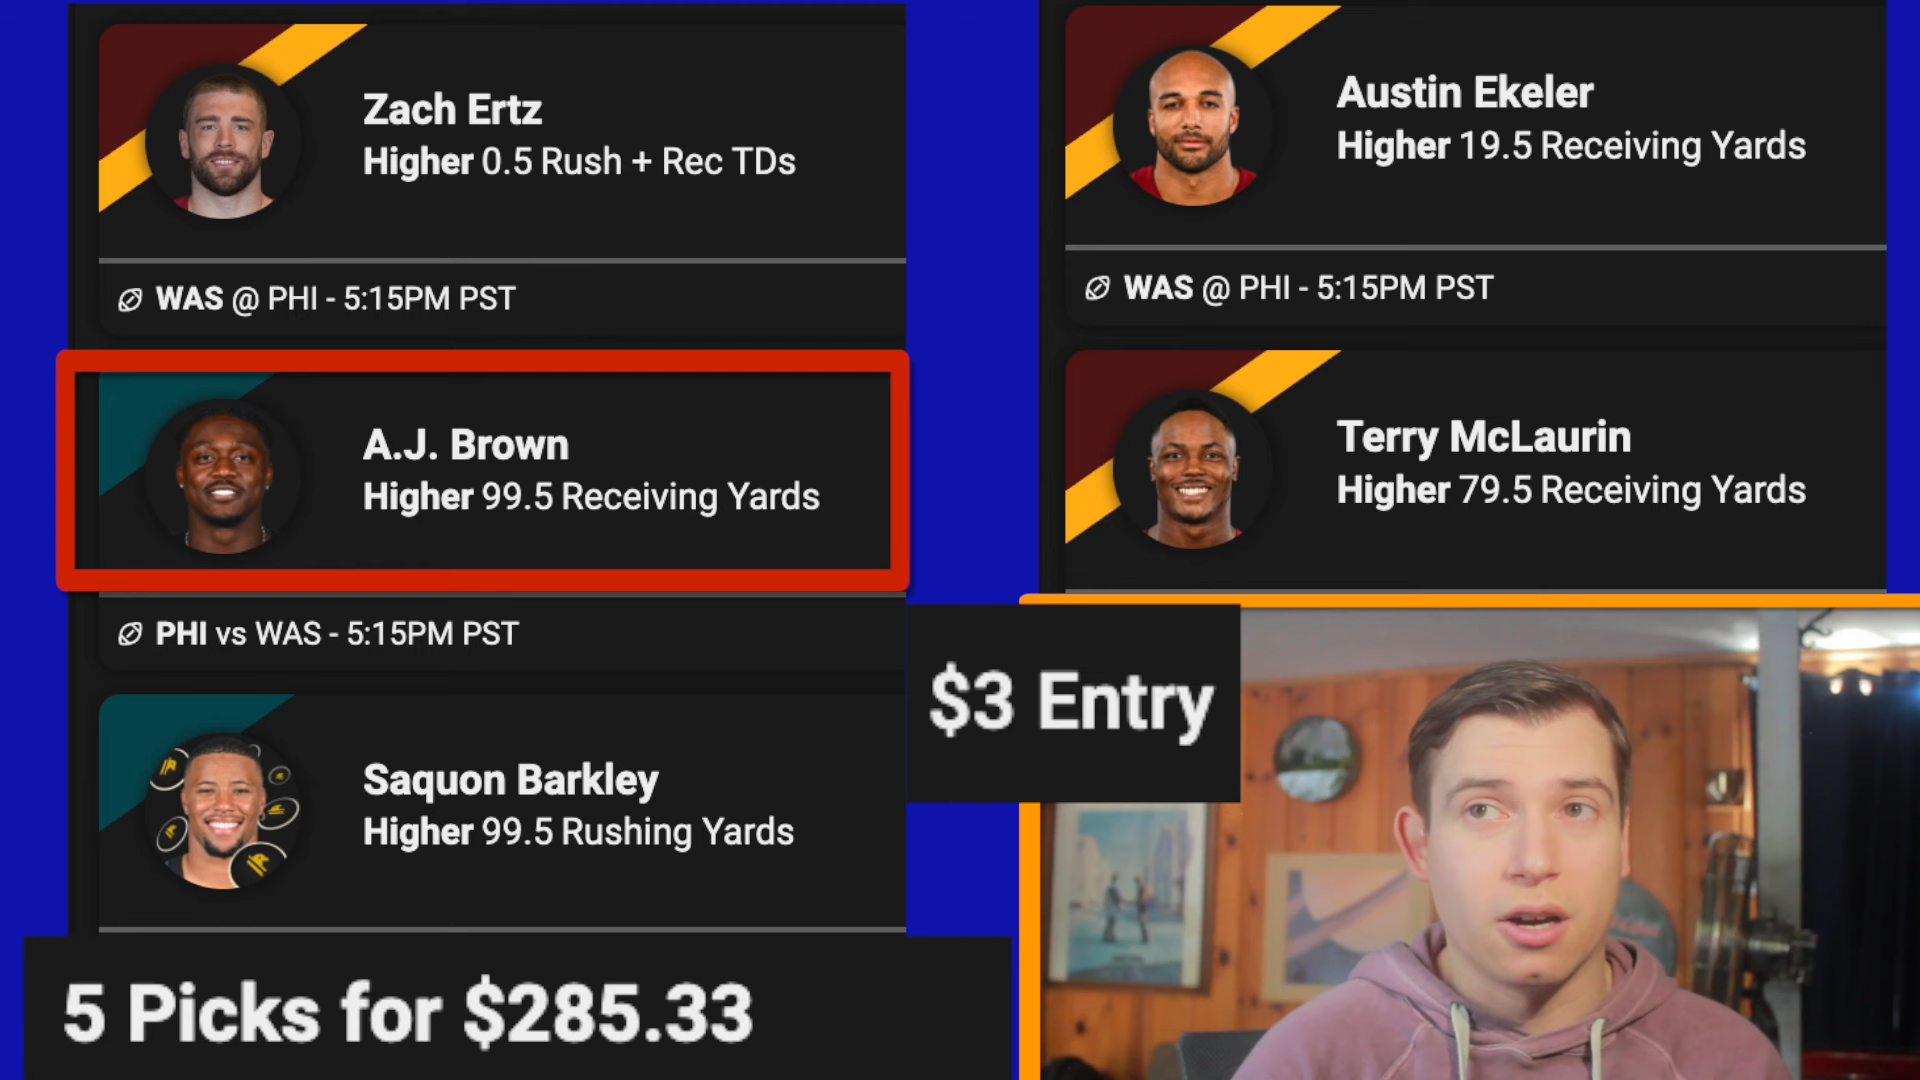 Zach Ertz
Higher 0.5 Rush + Rec TDs
WAS @ PHI - 5:15PM PST
A.J. Brown
Higher 99.5 Receiving Yards
PHI vs WAS - 5:15PM PST
Saquon Barkley
Higher 99.5 Rushing Yards
5 Picks for $285.33
Austin Ekeler
Higher 19.5 Receiving Yards
WAS @ PHI - 5:15PM PST
Terry McLaurin
Higher 79.5 Receiving Yards
$3 Entry